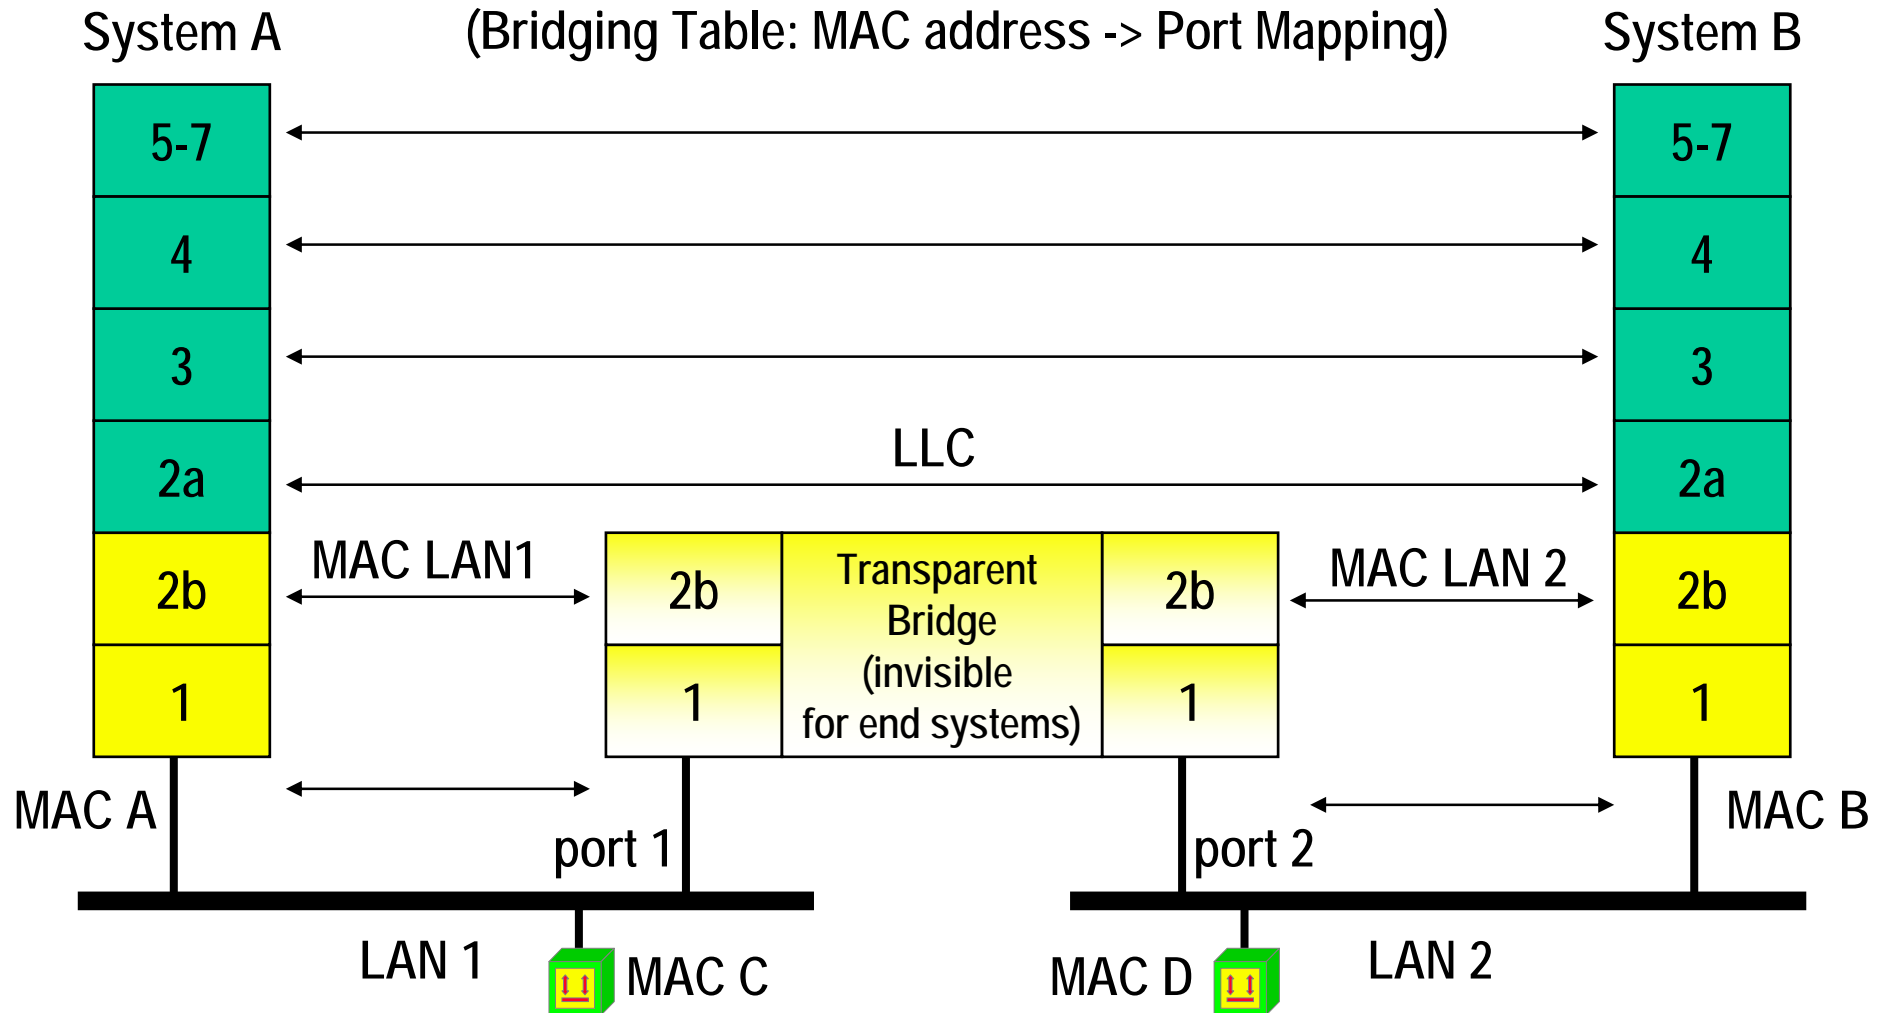 System A
(Bridging Table: MAC address -> Port Mapping)
System B
5-7
5-7
4
4
3
3
LLC
2a
2a
MAC LAN1
MAC LAN 2
2b
2b
Transparent
Bridge
(invisible
for end systems)
2b
2b
1
1
1
1
MAC A
port 1
port 2
MAC B
LAN 1
MAC C
MAC D
LAN 2